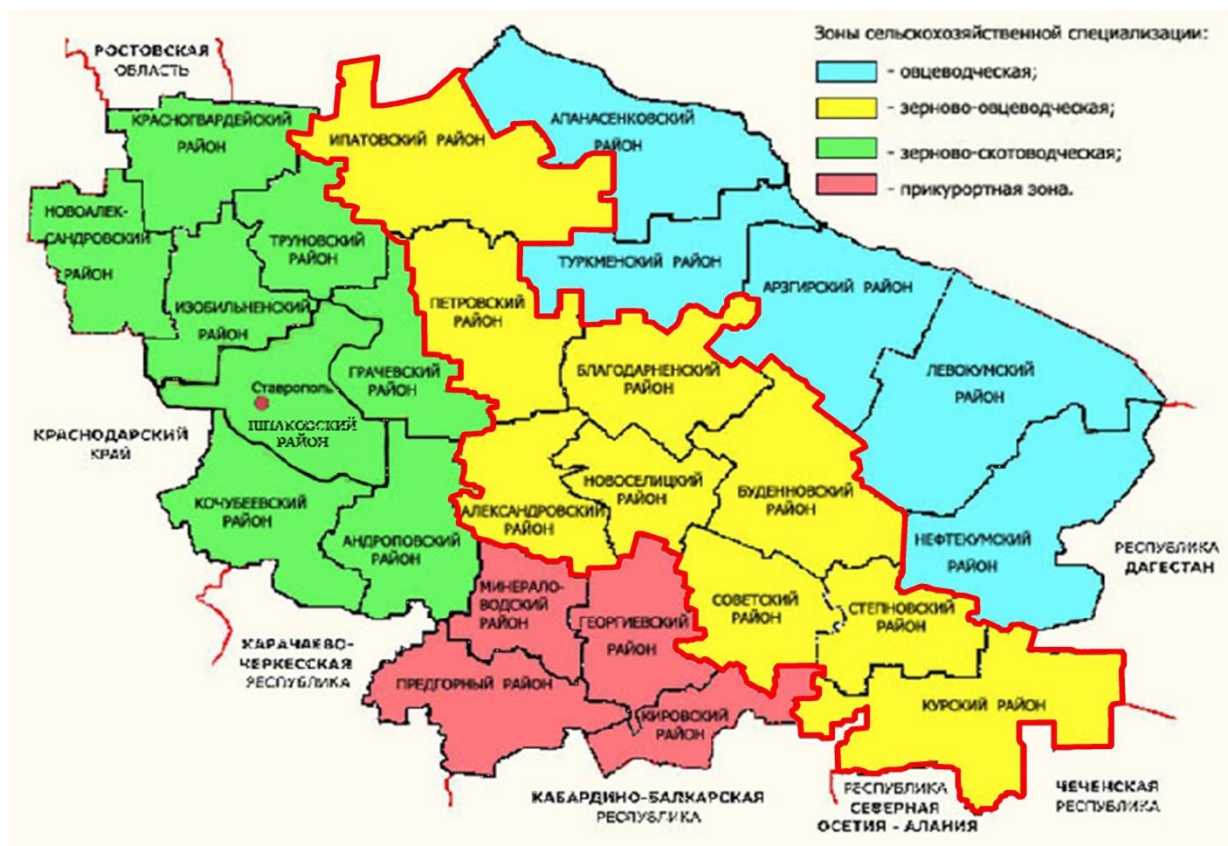 Зоны сельскохозяйственной специализации:
- овцеводческая;
- зерново-овцеводческая;
- зерново-скотоводческая;
- прикурортная зона.
РОСТОВСКАЯ
ОБЛАСТЬ
КРАСНОГВАРДЕЙСКИЙ
РАЙОН
ИПАТОВСКИЙ РАЙОН
АПАНАСЕНКОВСКИЙ
РАЙОН
НОВОАЛЕК-
САНДРОВСКИЙ
РАЙОН
ТРУНОВСКИЙ
РАЙОН
ИЗОБИЛЬНЕНСКИЙ
РАЙОН
ПЕТРОВСКИЙ
РАЙОН
ТУРКМЕНСКИЙ РАЙОН
АРЗГИРСКИЙ РАЙОН
ЛЕВОКУМСКИЙ
РАЙОН
ГРАЧЕВСКИЙ
РАЙОН
БЛАГОДАРНЕНСКИЙ
РАЙОН
Ставрополь
ШПАКОВСКИЙ
РАЙОН
КРАСНОДАРСКИЙ
КРАЙ
КОЧУБЕЕВСКИЙ
РАЙОН
АНДРОПОВСКИЙ
РАЙОН
АЛЕКСАНДРОВСКИЙ
РАЙОН
НОВОСЕЛИЦКИЙ
РАЙОН
БУДЕННОВСКИЙ
РАЙОН
НЕФТЕКУМСКИЙ
РАЙОН
РЕСПУБЛИКА
ДАГЕСТАН
МИНЕРАЛО-
ВОДСКИЙ
РАЙОН
ГЕОРГИЕВСКИЙ
РАЙОН
СОВЕТСКИЙ
РАЙОН
СТЕПНОВСКИЙ
РАЙОН
КАРАЧАЕВО-
ЧЕРКЕССКАЯ
РЕСПУБЛИКА
ПРЕДГОРНЫЙ РАЙОН
КИРОВСКИЙ
РАЙОН
КУРСКИЙ РАЙОН
КАБАРДИНО-БАЛКАРСКАЯ
РЕСПУБЛИКА
РЕСПУБЛИКА
СЕВЕРНАЯ
ОСЕТИЯ - АЛАНИЯ
ЧЕЧЕНСКАЯ
РЕСПУБЛИКА